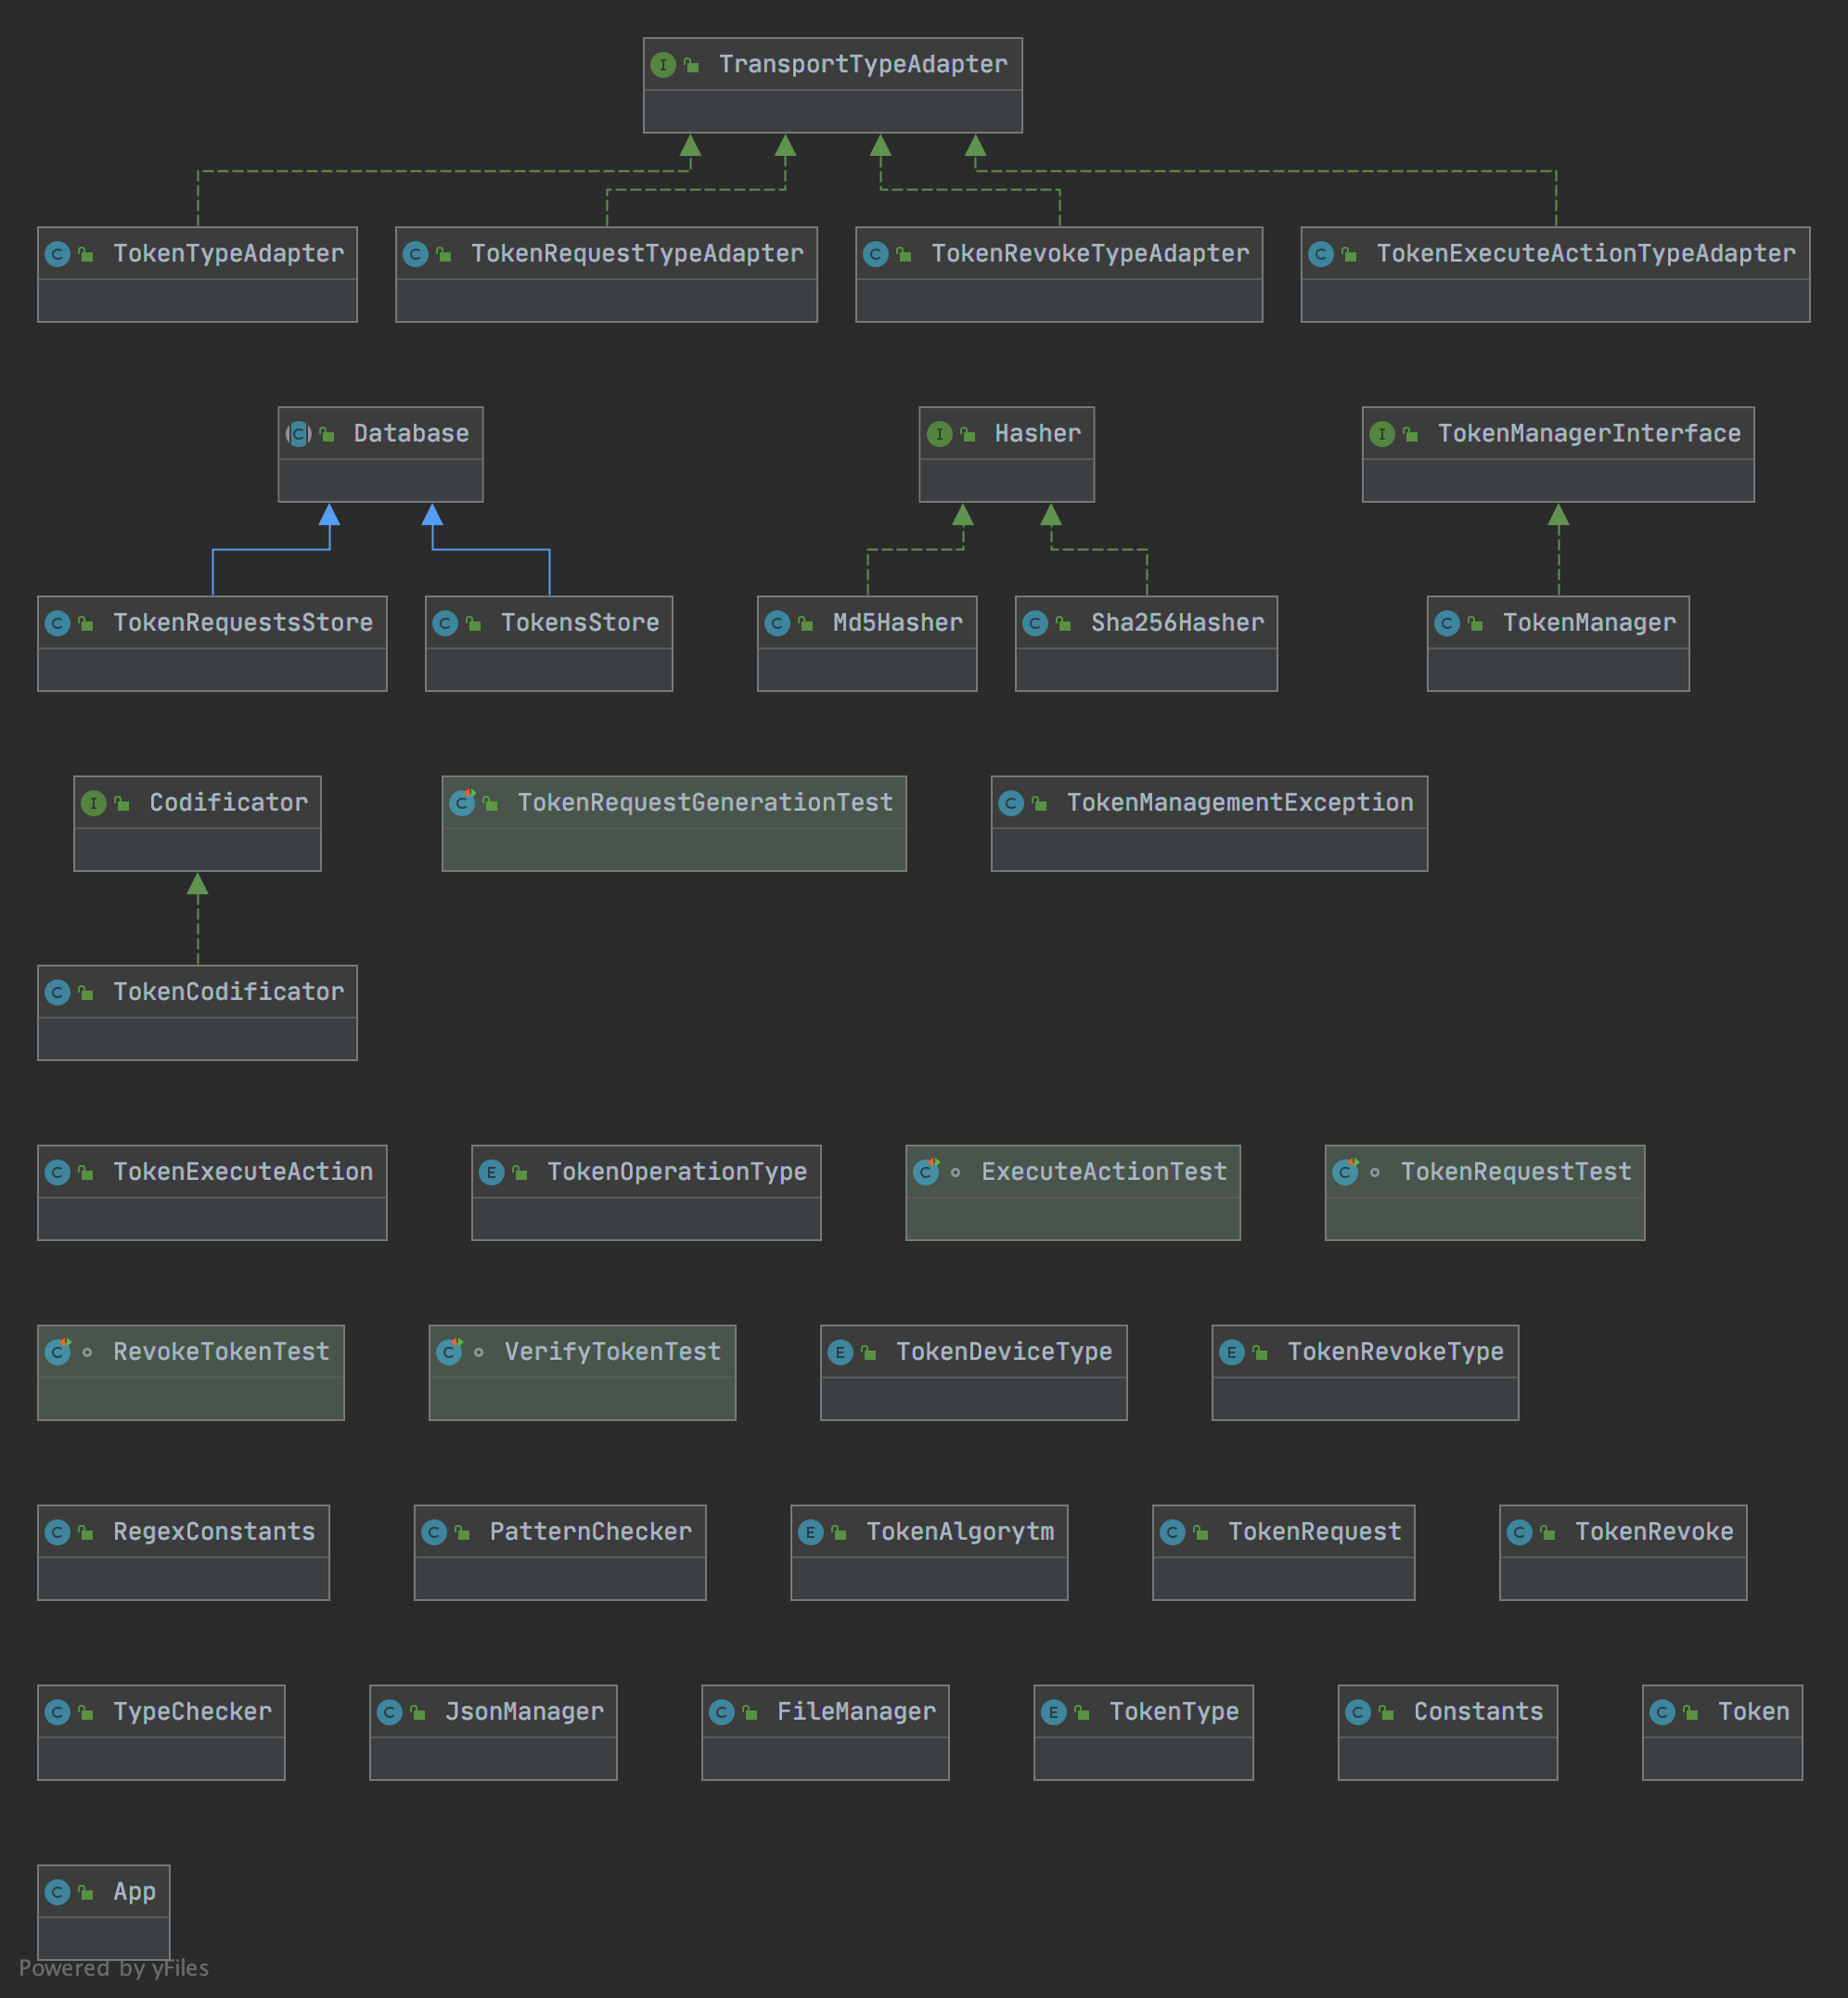 TransportTypeAdapter
TokenTypeAdapter
TokenRequestTypeAdapter
TokenRevokeTypeAdapter
TokenExecuteActionTypeAdapter
Database
Hasher
TokenManagerInterface
TokenRequestsStore
TokensStore
Md5Hasher
Sha256Hasher
TokenManager
Codificator
TokenRequestGenerationTest
TokenManagementException
TokenCodificator
TokenExecuteAction
TokenOperationType
ExecuteActionTest
TokenRequestTest
RevokeTokenTest
VerifyTokenTest
TokenDeviceType
TokenRevokeType
RegexConstants
PatternChecker
TokenAlgorytm
TokenRequest
TokenRevoke
TypeChecker
JsonManager
FileManager
TokenType
Constants
Token
App
Powered by yFiles